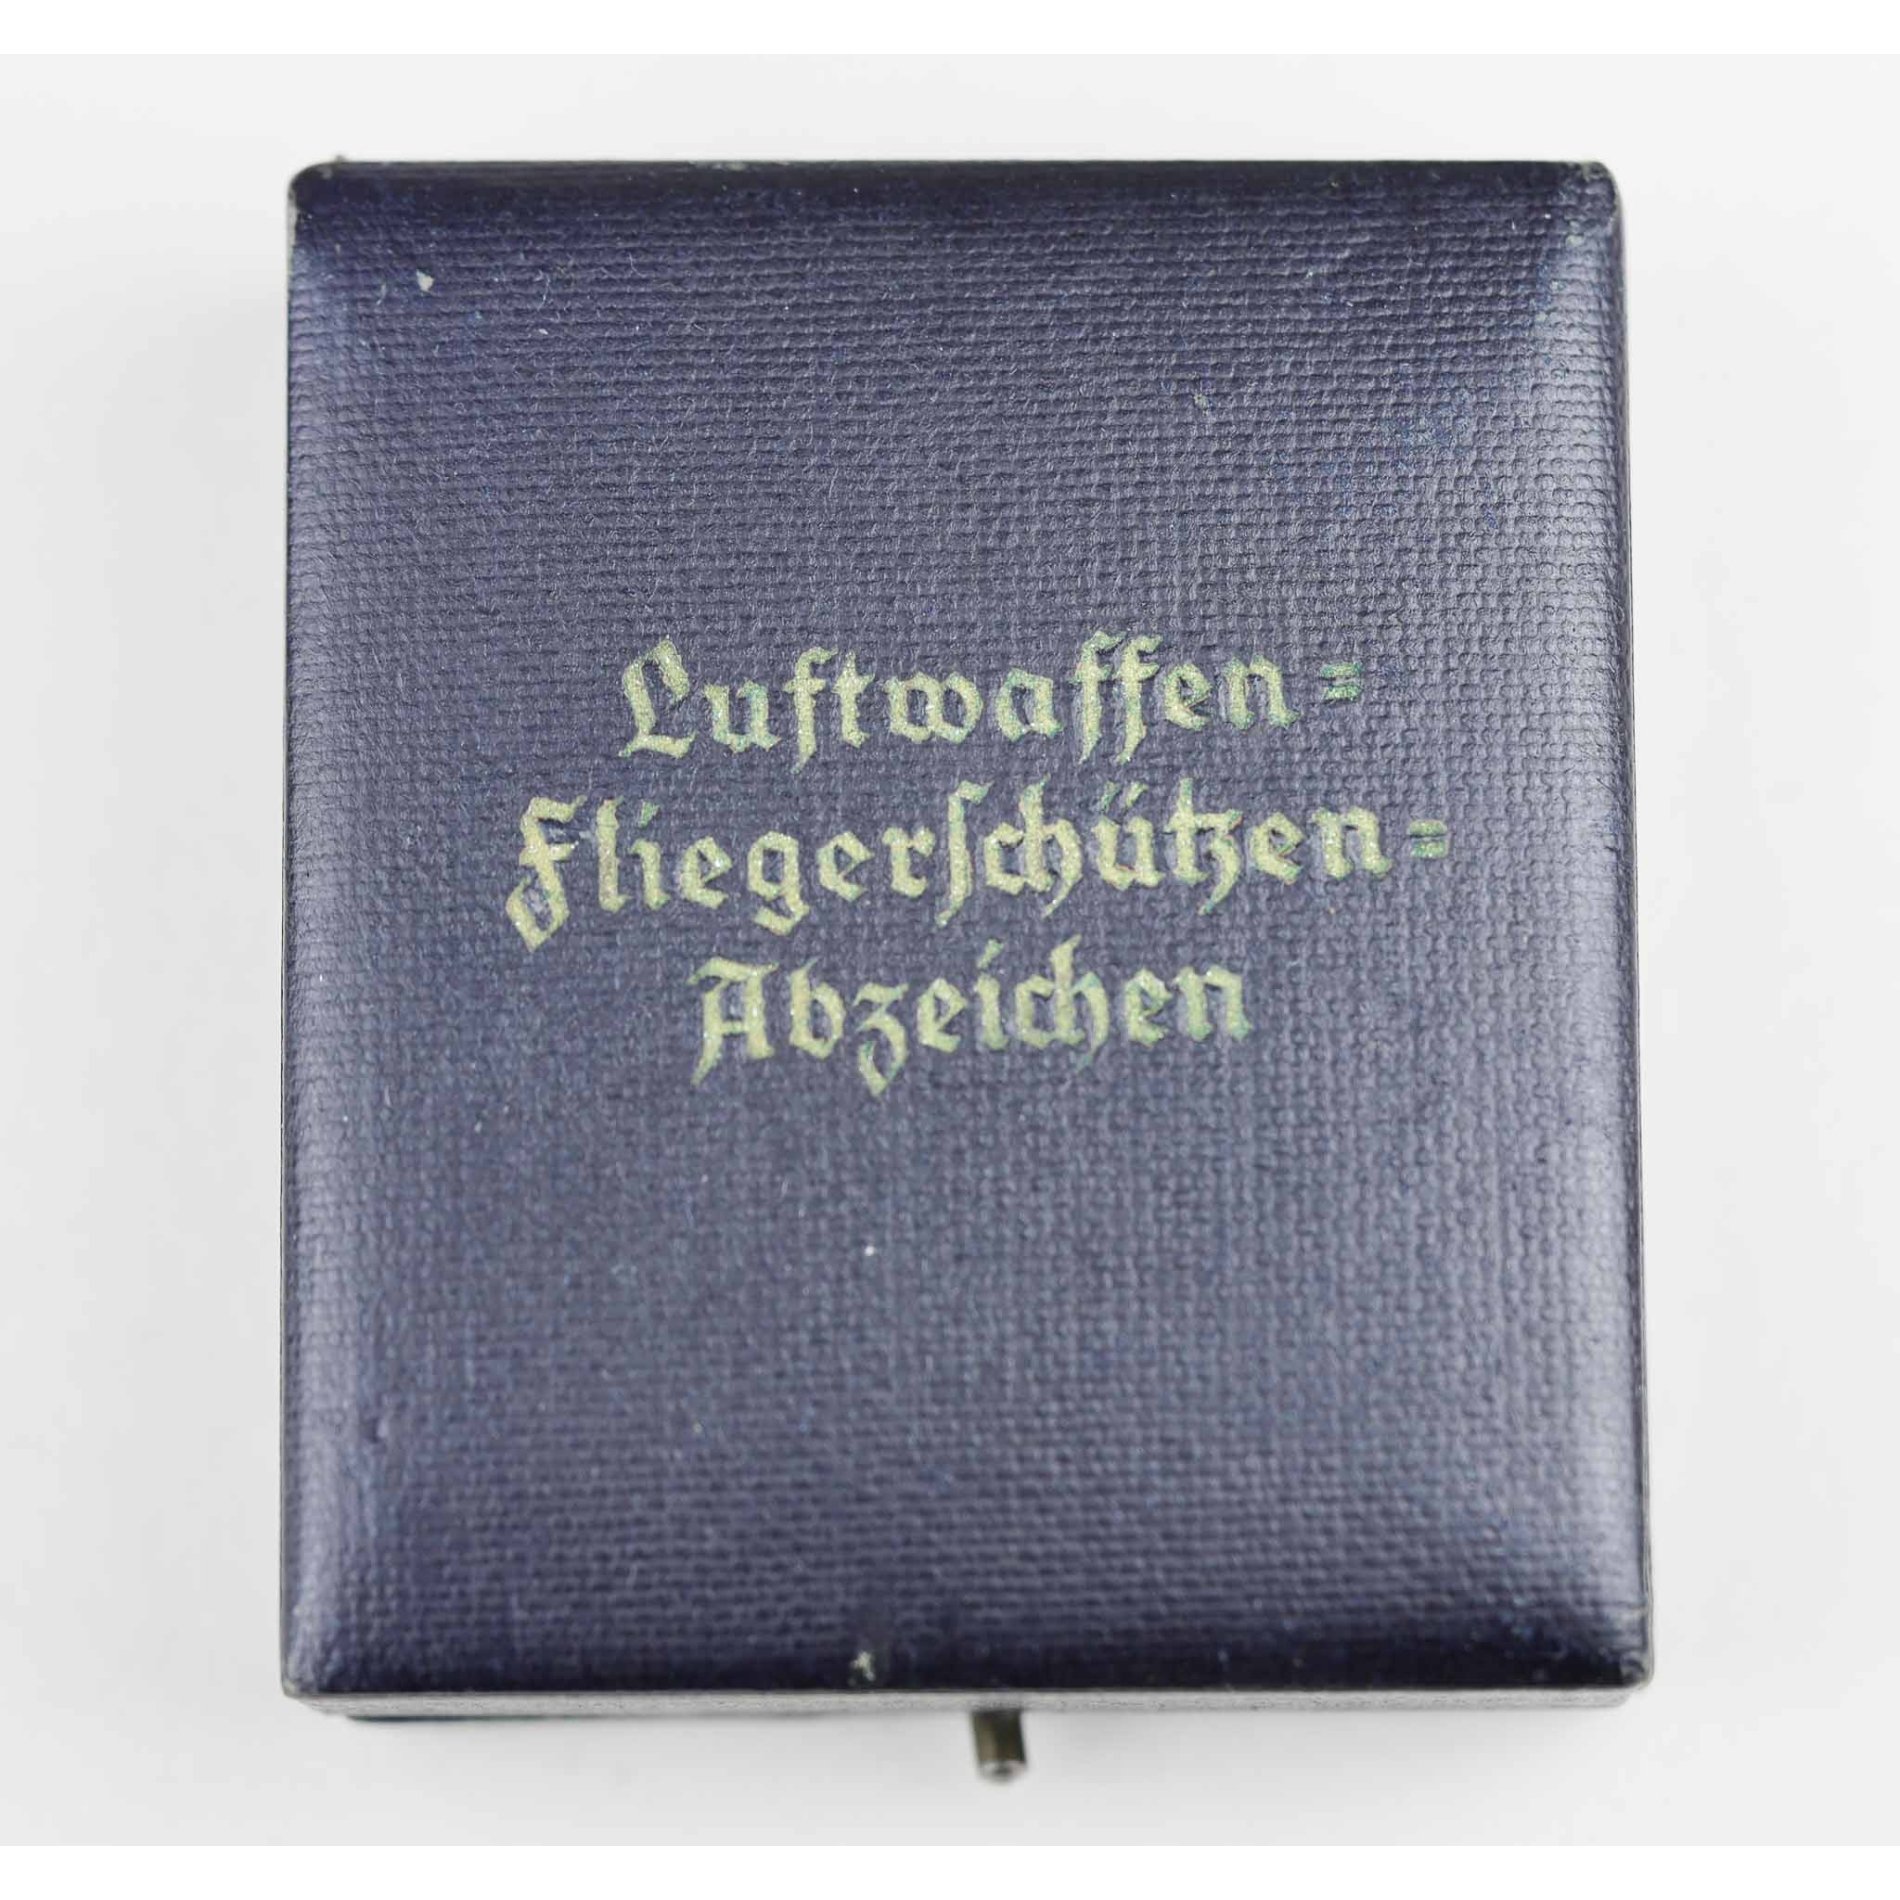 Luftwaffen=
Fliegerſchützen=
Abzeichen